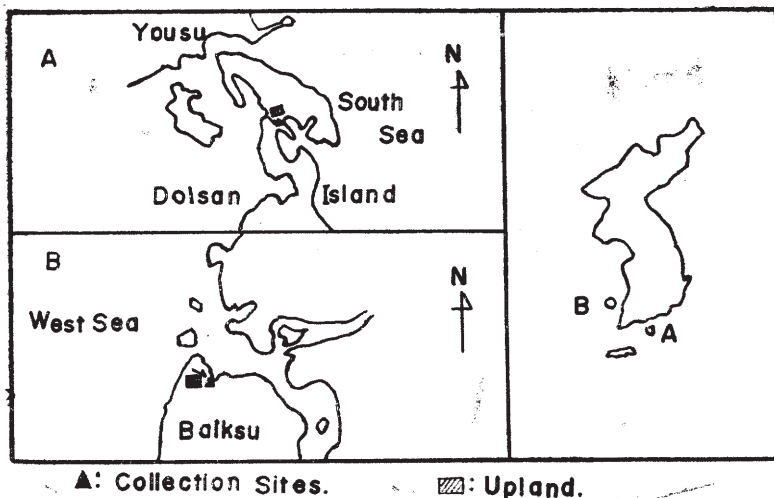 A
Yousu
N
South
Sea
Dolsan Island
B
N
West Sea
Baiksu
B
A
▲: Collection Sites.
▨: Upland.